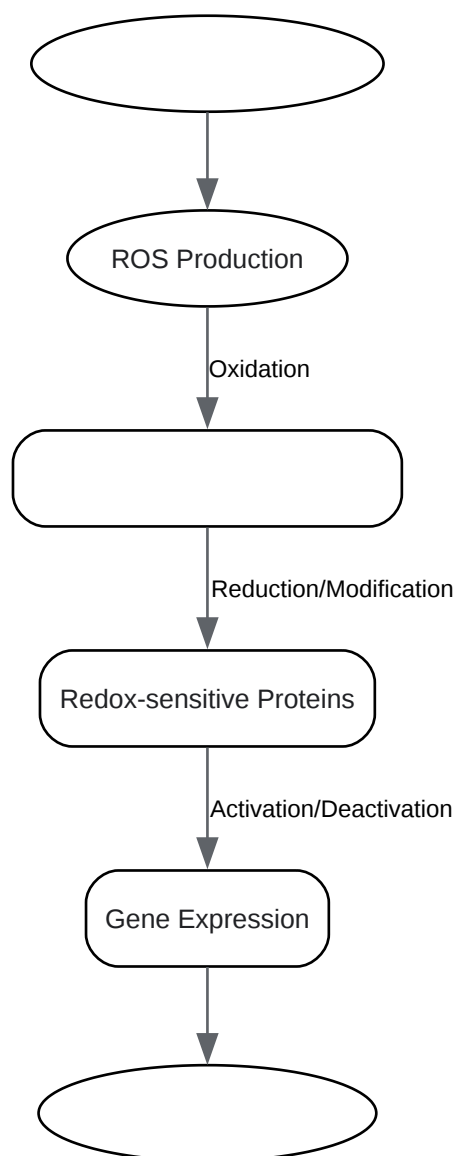 ROS Production
Oxidation
Reduction/Modification
Redox-sensitive Proteins
Activation/Deactivation
Gene Expression